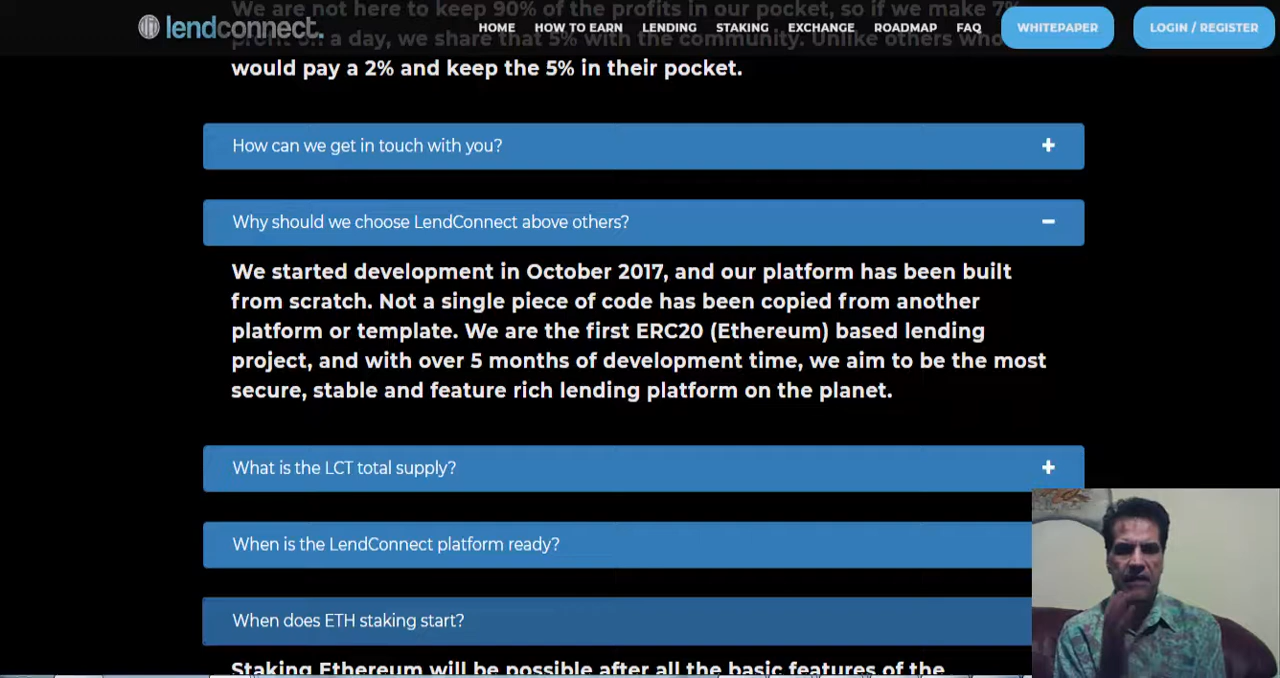 We are not here to keep 90% of the profits in our pocket, so if we make 7%
lendconnect.
HOME HOW TO EARN LENDING STAKING EXCHANGE ROADMAP FAQ WHITEPAPER LOGIN / REGISTER
profit on a day, we share that 5% with the community. Unlike others who
would pay a 2% and keep the 5% in their pocket.
How can we get in touch with you?
Why should we choose LendConnect above others?
We started development in October 2017, and our platform has been built
from scratch. Not a single piece of code has been copied from another
platform or template. We are the first ERC20 (Ethereum) based lending
project, and with over 5 months of development time, we aim to be the most
secure, stable and feature rich lending platform on the planet.
What is the LCT total supply?
When is the LendConnect platform ready?
When does ETH staking start?
Staking Ethereum will be possible after all the basic features of the